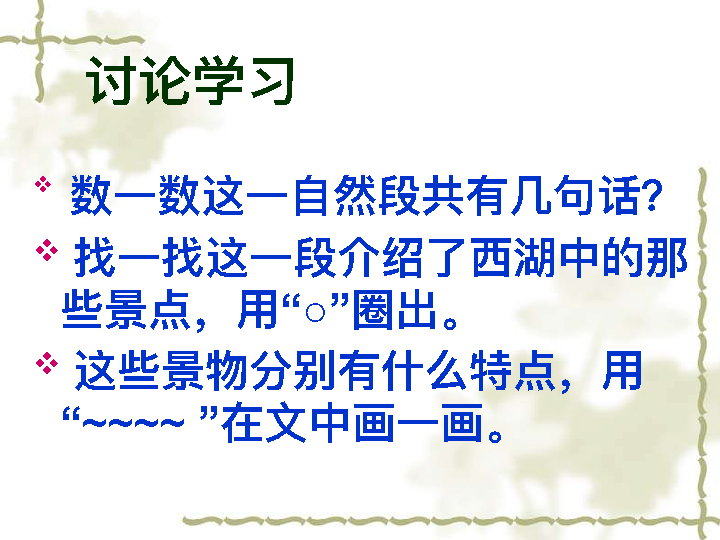 讨论学习
数一数这一自然段共有几句话？
找一找这一段介绍了西湖中的那
些景点，用“○”圈出。
这些景物分别有什么特点，用
“~~~~ ”在文中画一画。